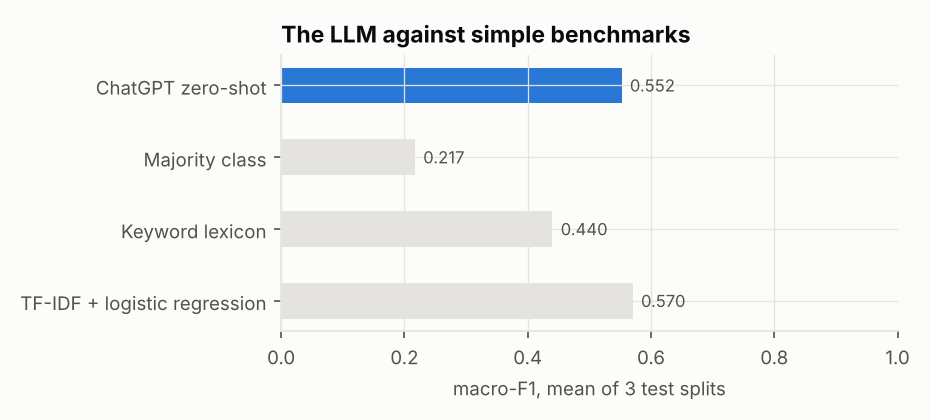 The LLM against simple benchmarks
ChatGPT zero-shot
0.552
Majority class
0.217
Keyword lexicon
0.440
TF-IDF + logistic regression
0.570
0.0 0.2 0.4 0.6 0.8 1.0
macro-F1, mean of 3 test splits